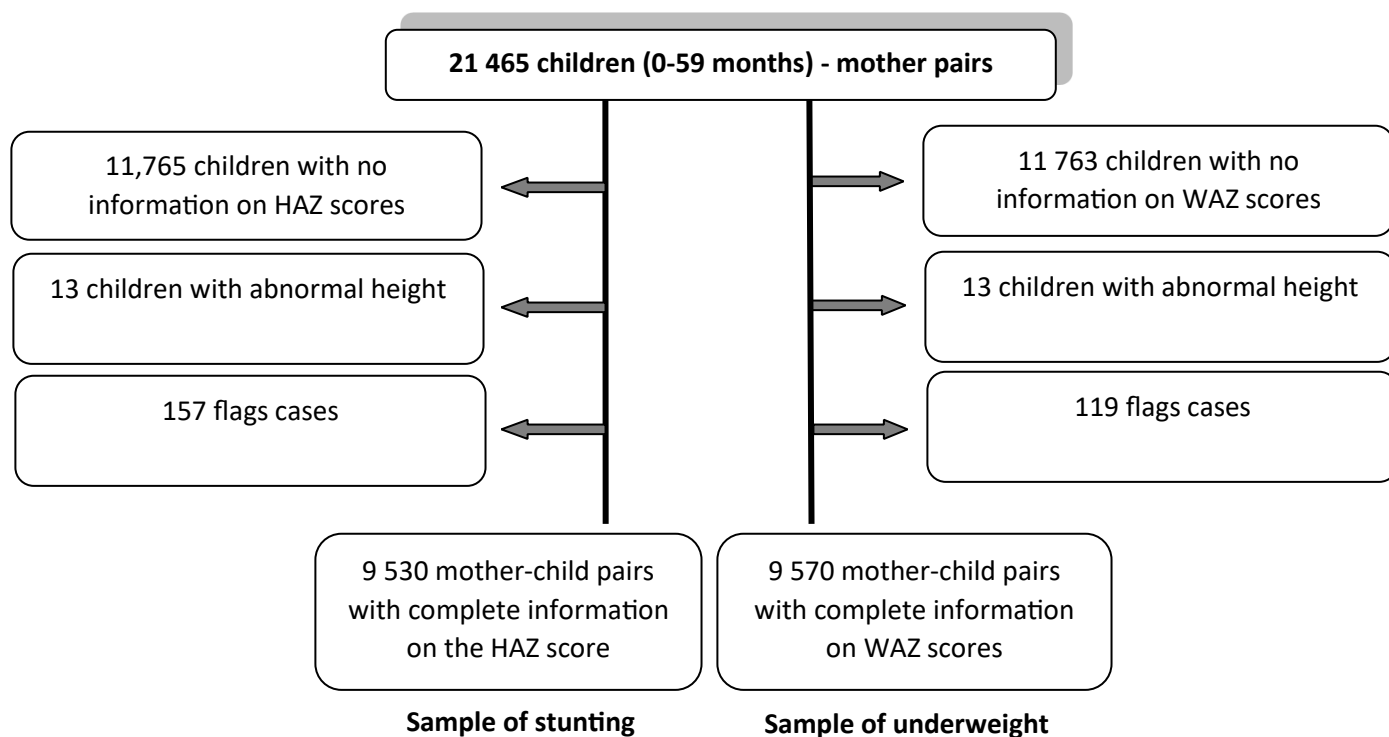 21 465 children (0-59 months) - mother pairs
11,765 children with no
information on HAZ scores
11 763 children with no
information on WAZ scores
13 children with abnormal height
13 children with abnormal height
157 flags cases
119 flags cases
9 530 mother-child pairs
with complete information
on the HAZ score
9 570 mother-child pairs
with complete information
on WAZ scores
Sample of stunting
Sample of underweight